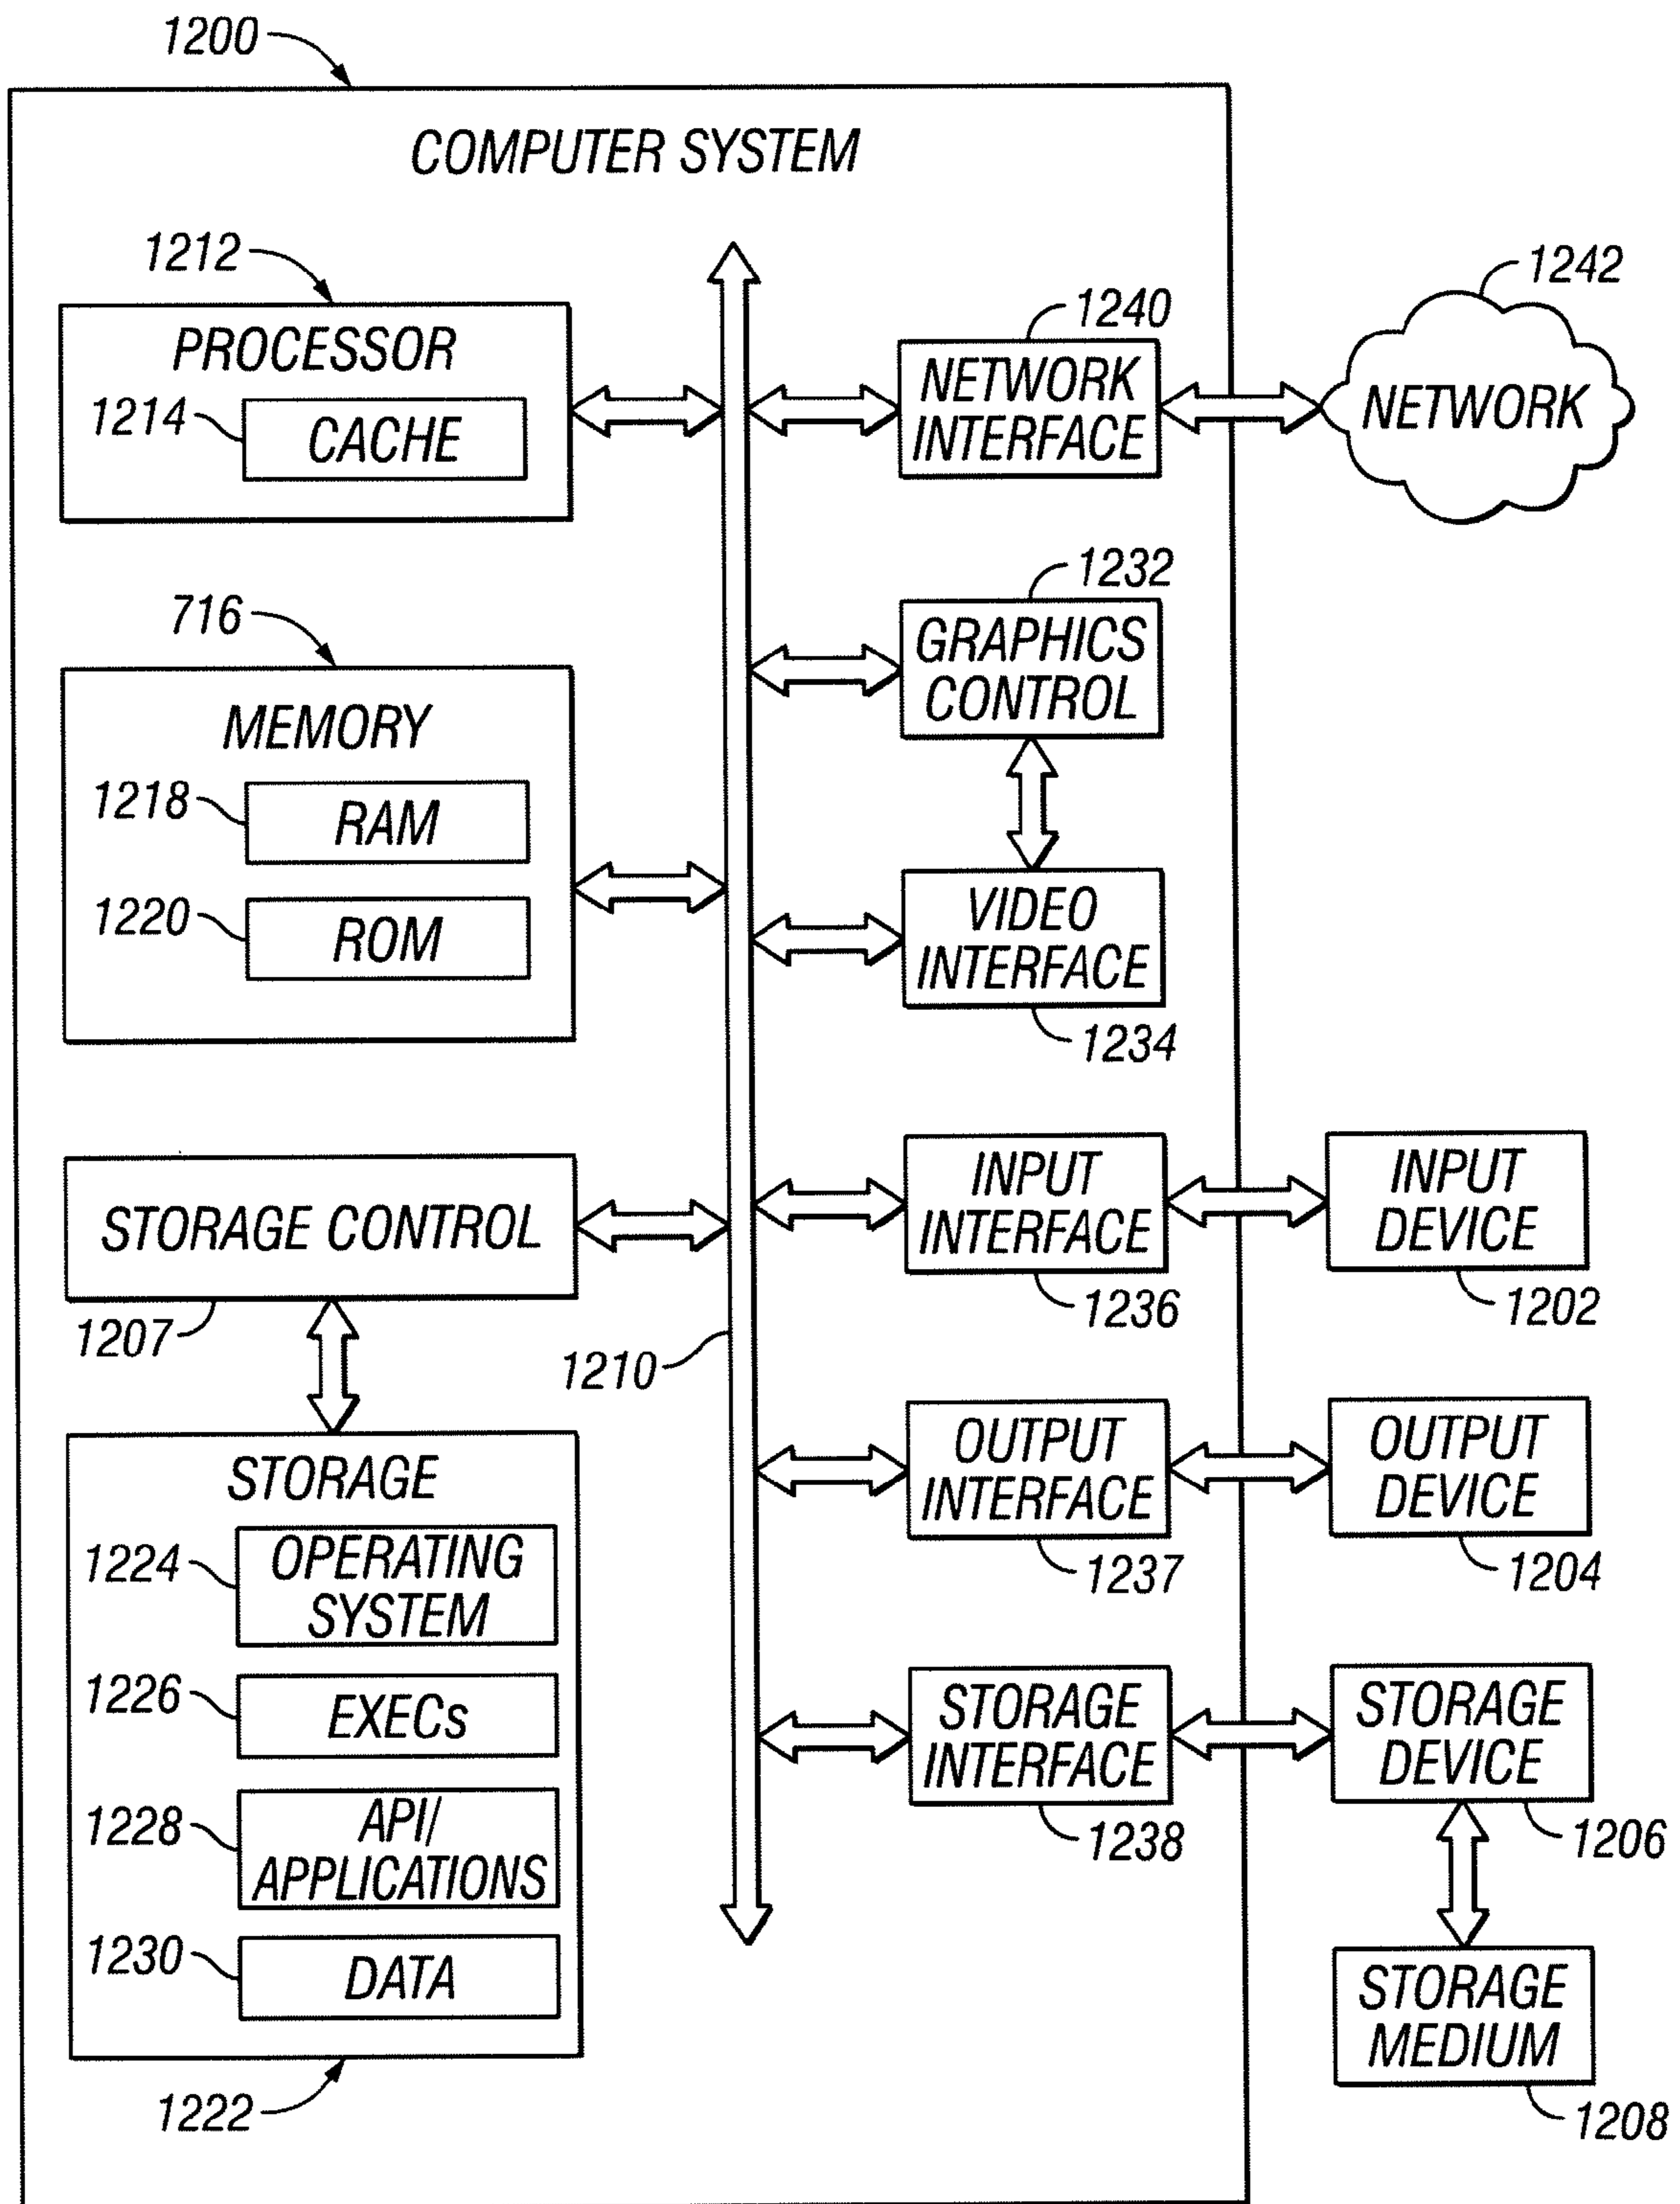 1200
COMPUTER SYSTEM
1212
PROCESSOR
1214
CACHE
716
MEMORY
1218
RAM
1220
ROM
STORAGE CONTROL
1207
STORAGE
1224
OPERATING
SYSTEM
1226
EXECs
1228
API/
APPLICATIONS
1230
DATA
1222
1210
1240
NETWORK
INTERFACE
1242
NETWORK
1232
GRAPHICS
CONTROL
VIDEO
INTERFACE
1234
INPUT
INTERFACE
1236
INPUT
DEVICE
1202
OUTPUT
INTERFACE
1237
OUTPUT
DEVICE
1204
STORAGE
INTERFACE
1238
STORAGE
DEVICE
1206
STORAGE
MEDIUM
1208